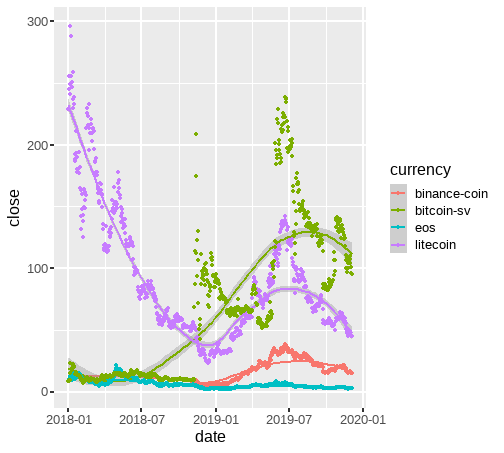 300
200
100
0
close
2018-01
2018-07
2019-01
2019-07
2020-01
date
currency
binance-coin
bitcoin-sv
eos
litecoin